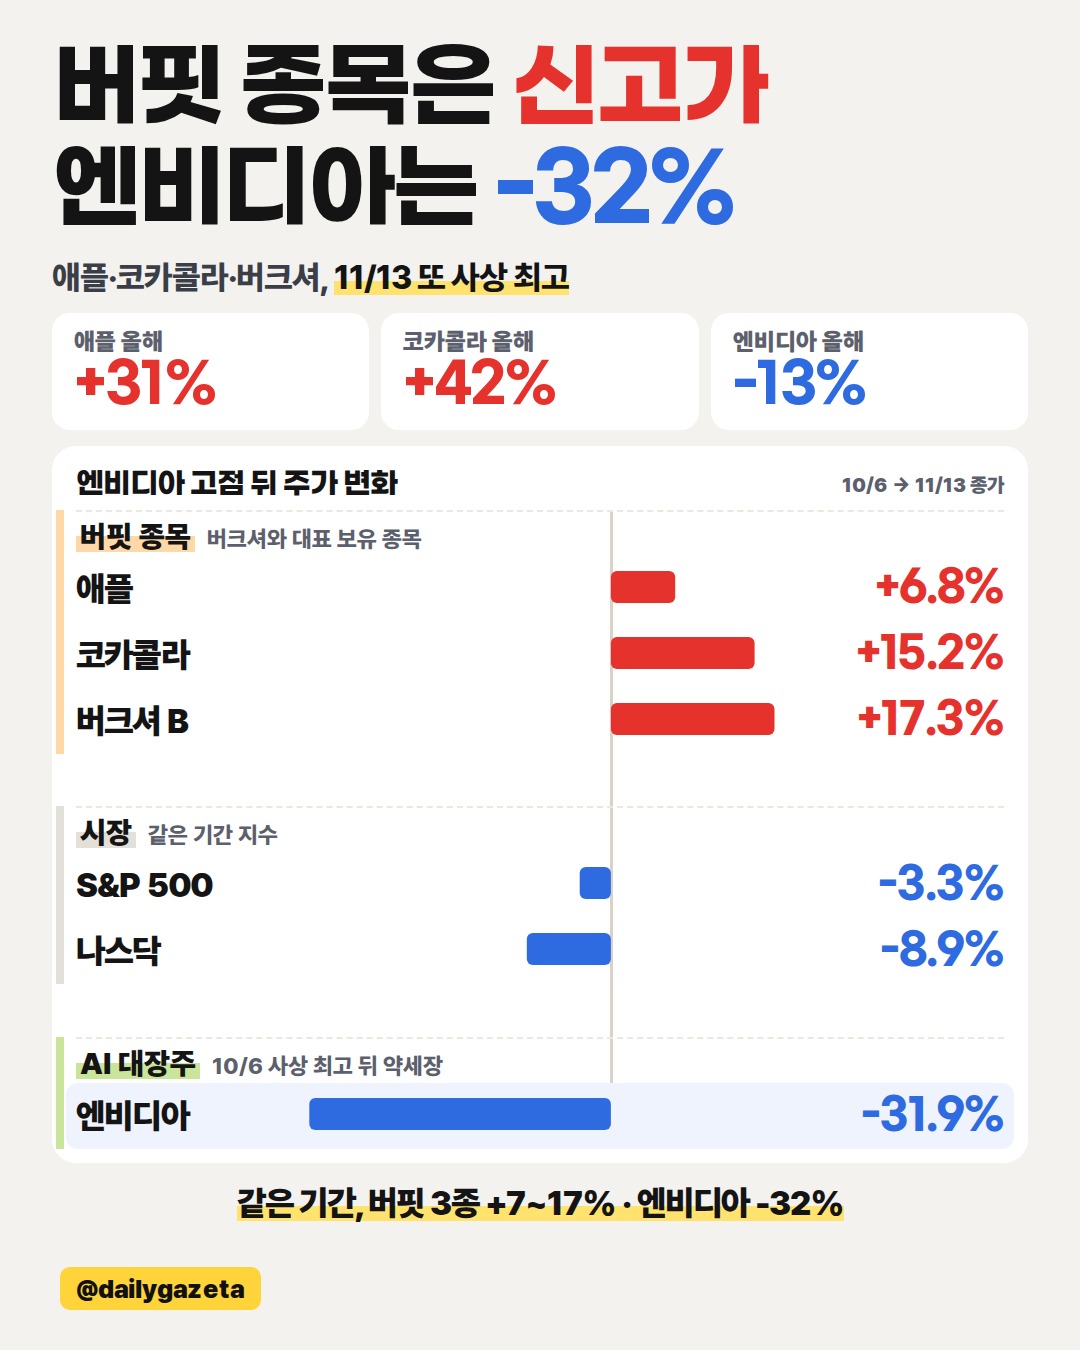 버핏 종목은 신고가
엔비디아는 -32%
애플·코카콜라·버크셔, 11/13 또 사상 최고
애플 올해
+31%
코카콜라 올해
+42%
엔비디아 올해
-13%
엔비디아 고점 뒤 주가 변화
10/6 → 11/13 종가
버핏 종목 버크셔와 대표 보유 종목
애플 +6.8%
코카콜라 +15.2%
버크셔 B +17.3%
시장 같은 기간 지수
S&P 500 -3.3%
나스닥 -8.9%
AI 대장주 10/6 사상 최고 뒤 약세장
엔비디아 -31.9%
같은 기간, 버핏 3종 +7~17% · 엔비디아 -32%
@dailygazeta